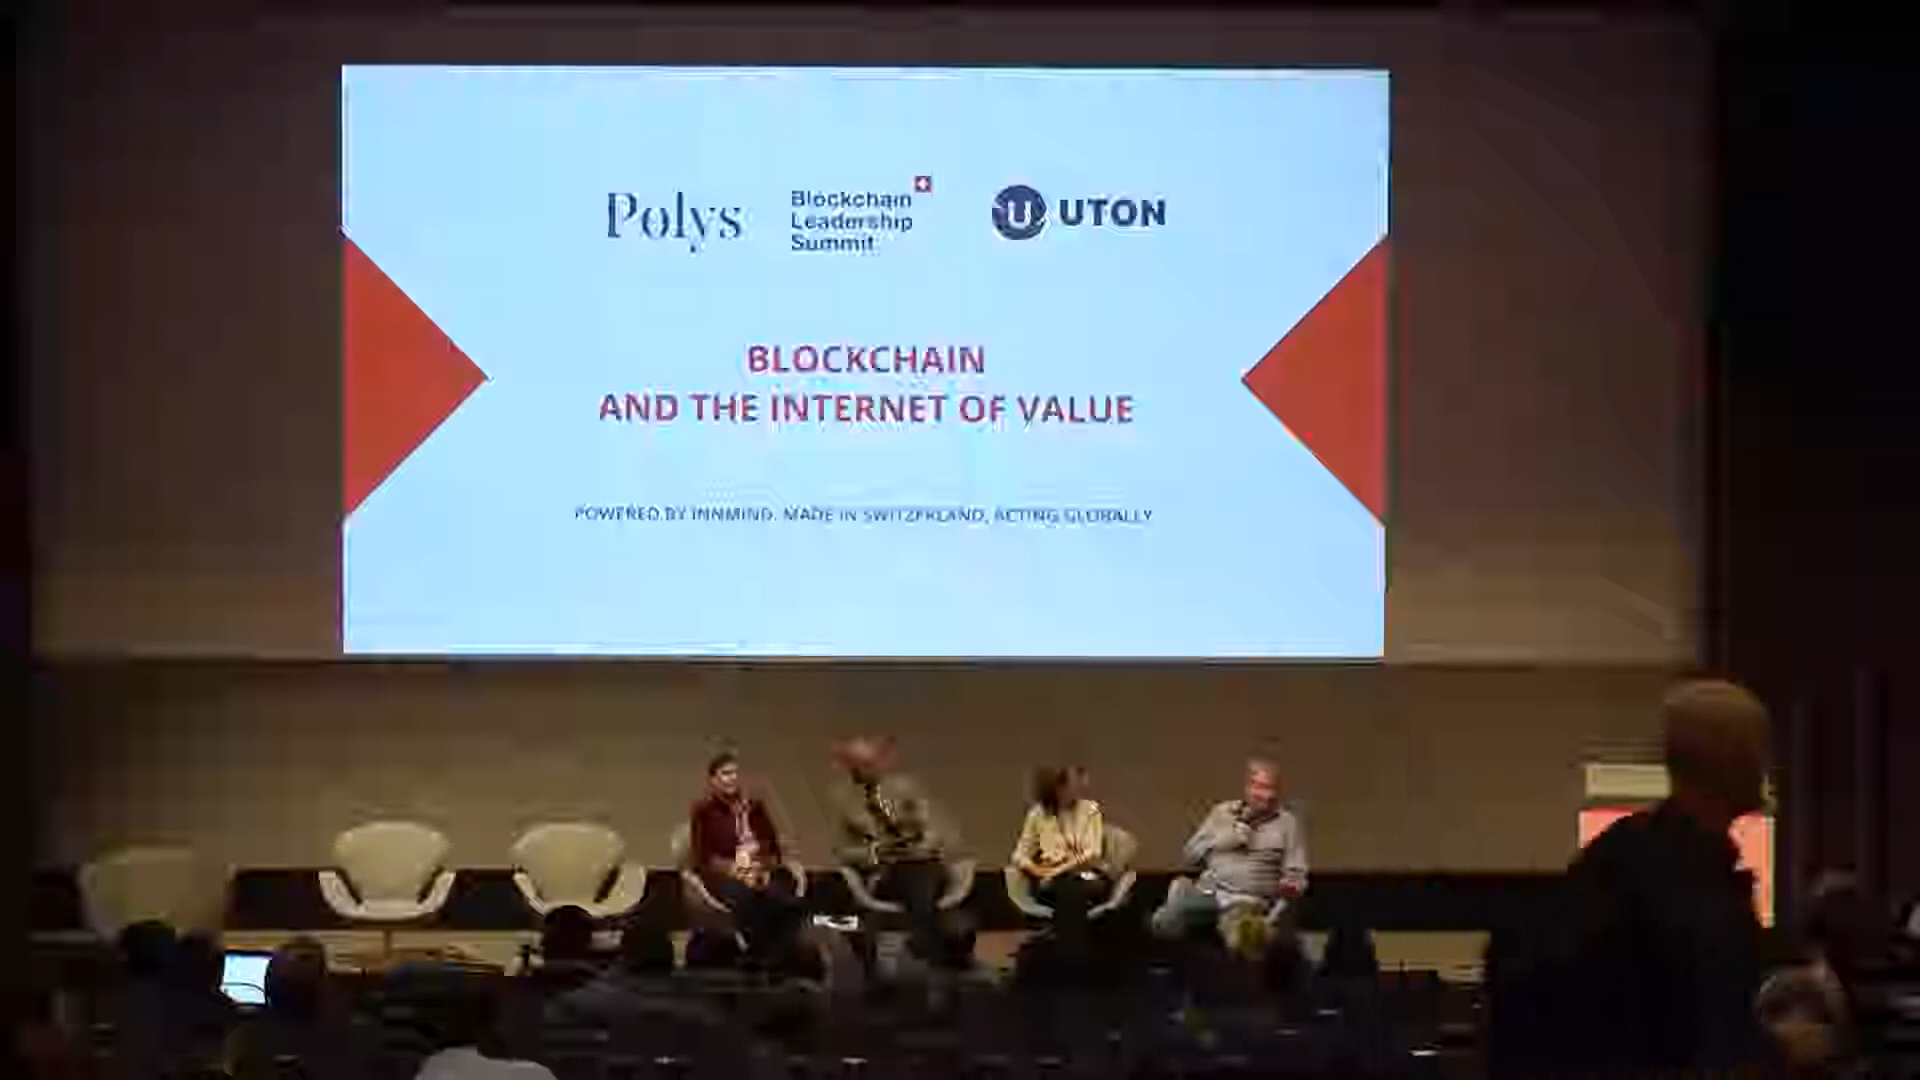 Polys
Blockchain
Leadership
Summit
U UTON
BLOCKCHAIN
AND THE INTERNET OF VALUE
POWERED BY INNMIND. MADE IN SWITZERLAND, ACTING GLOBALLY